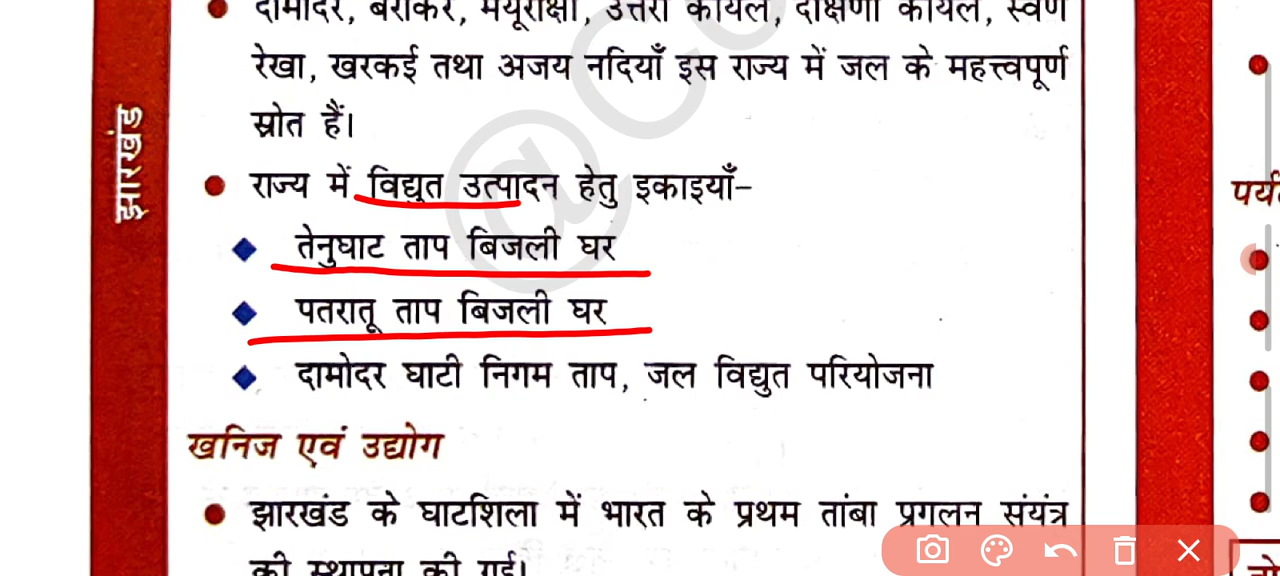 दामोदर, बराकर, मयूराक्षी, उत्तरी कोयल, दक्षिणी कोयल, स्वर्ण
रेखा, खरकई तथा अजय नदियाँ इस राज्य में जल के महत्त्वपूर्ण
स्रोत हैं।
झारखंड
राज्य में विद्युत उत्पादन हेतु इकाइयाँ–
तेनुघाट ताप बिजली घर
पतरातू ताप बिजली घर
दामोदर घाटी निगम ताप, जल विद्युत परियोजना
खनिज एवं उद्योग
झारखंड के घाटशिला में भारत के प्रथम तांबा प्रगलन संयंत्र
की स्थापना की गई।